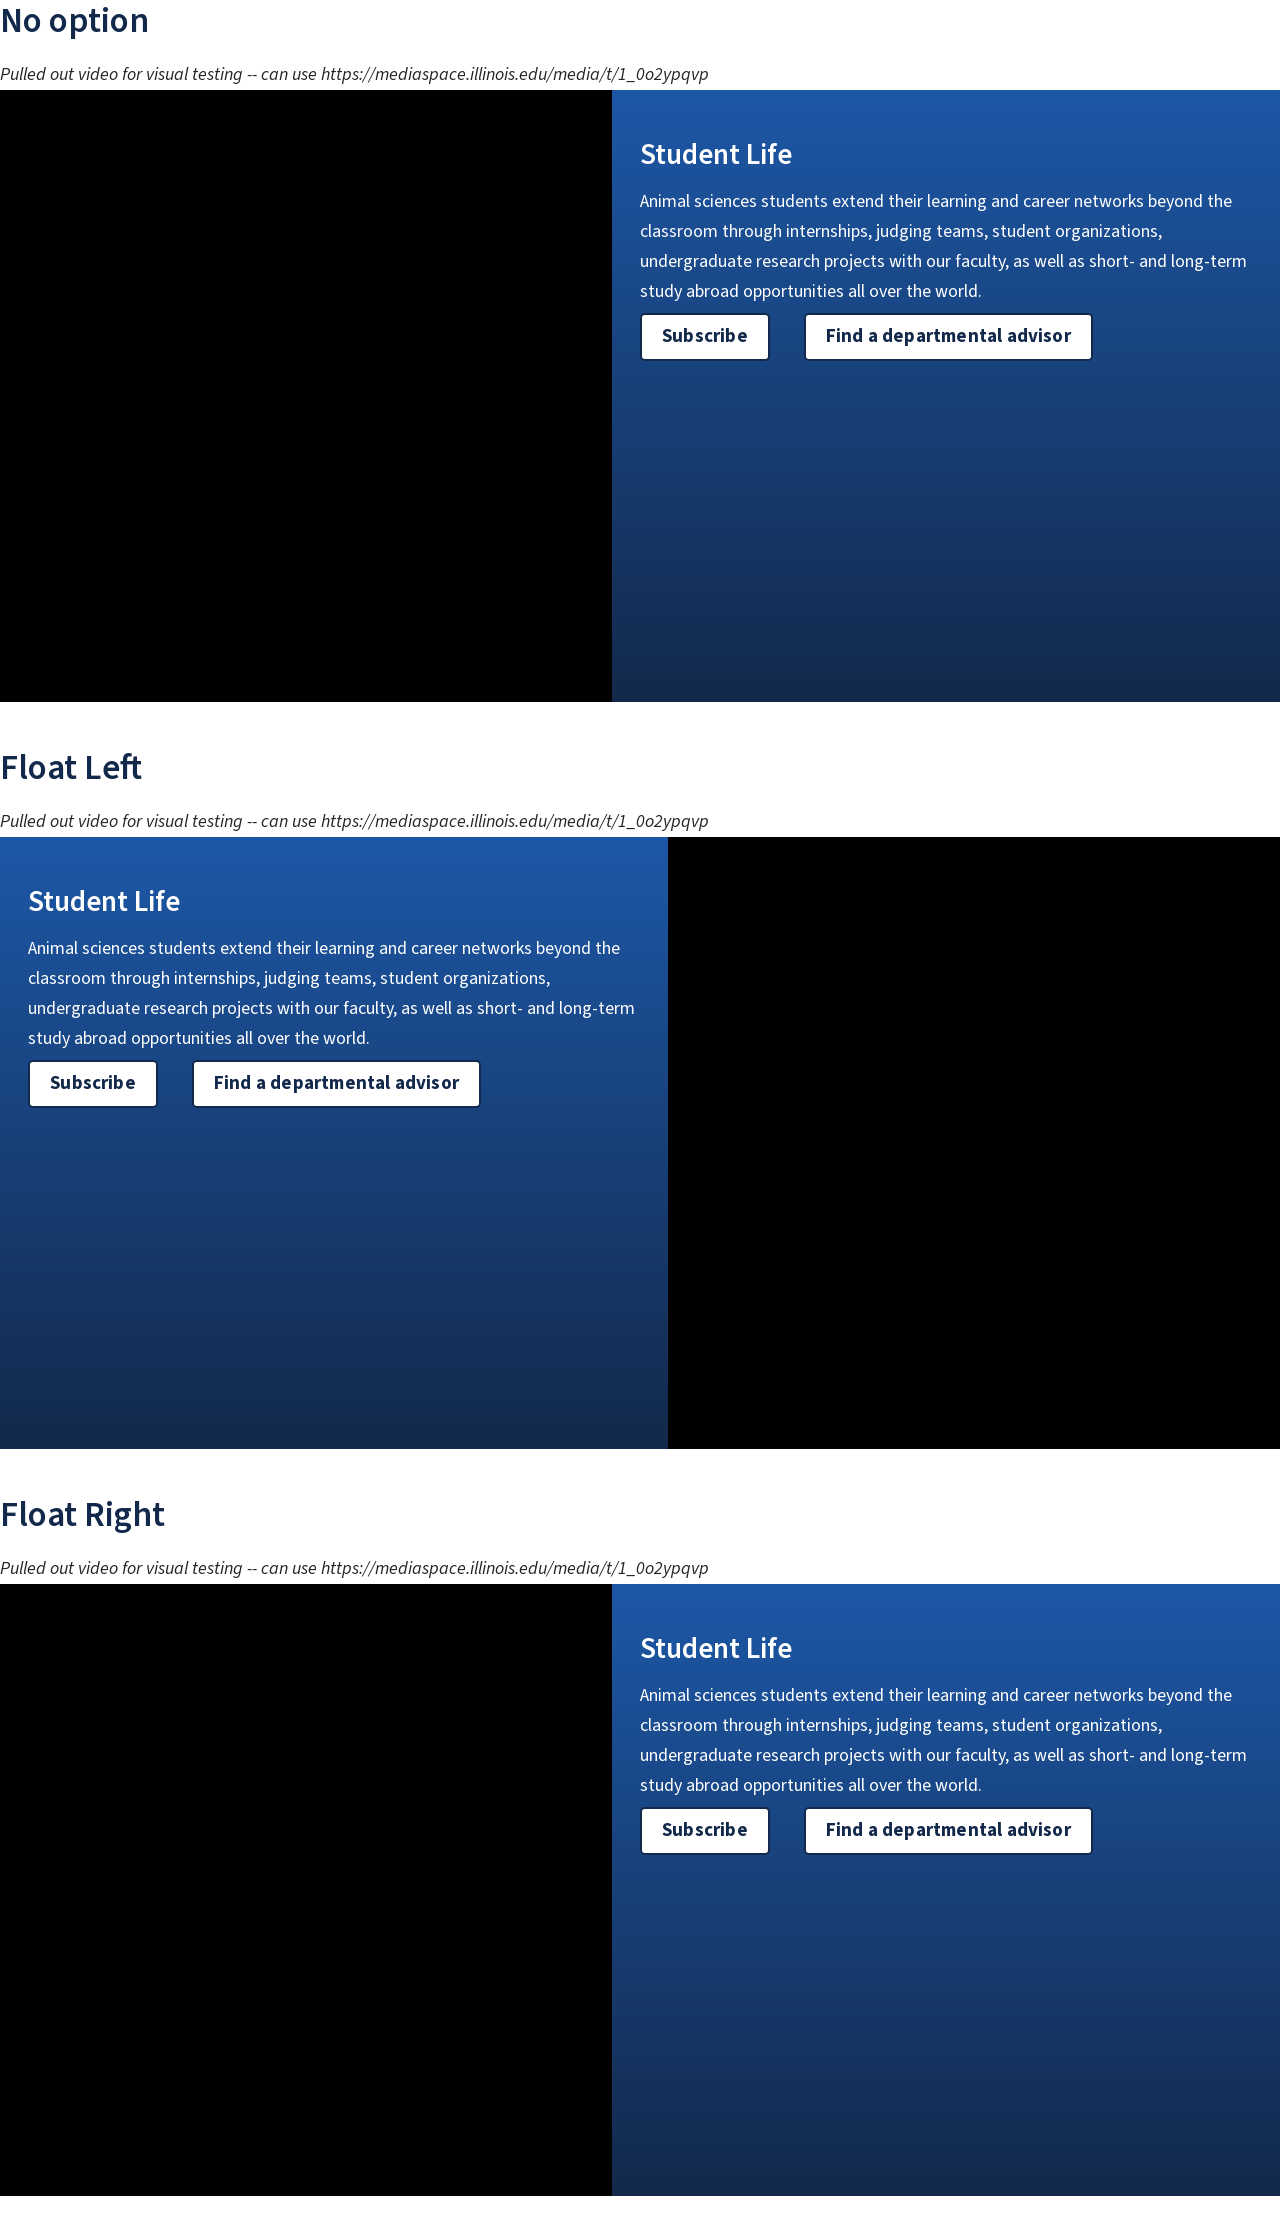 No option
Pulled out video for visual testing -- can use https://mediaspace.illinois.edu/media/t/1_0o2ypqvp
Student Life
Animal sciences students extend their learning and career networks beyond the
classroom through internships, judging teams, student organizations,
undergraduate research projects with our faculty, as well as short- and long-term
study abroad opportunities all over the world.
Subscribe
Find a departmental advisor
Float Left
Pulled out video for visual testing -- can use https://mediaspace.illinois.edu/media/t/1_0o2ypqvp
Student Life
Animal sciences students extend their learning and career networks beyond the
classroom through internships, judging teams, student organizations,
undergraduate research projects with our faculty, as well as short- and long-term
study abroad opportunities all over the world.
Subscribe
Find a departmental advisor
Float Right
Pulled out video for visual testing -- can use https://mediaspace.illinois.edu/media/t/1_0o2ypqvp
Student Life
Animal sciences students extend their learning and career networks beyond the
classroom through internships, judging teams, student organizations,
undergraduate research projects with our faculty, as well as short- and long-term
study abroad opportunities all over the world.
Subscribe
Find a departmental advisor